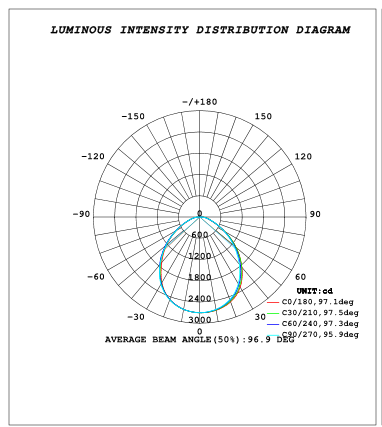 LUMINOUS INTENSITY DISTRIBUTION DIAGRAM
-/+180
-150 150
-120 120
-90 0 90
600
1200
-60 1800 60
UNIT:cd
2400 C0/180,97.1deg
-30 3000 30 C30/210,97.5deg
C60/240,97.3deg
0 C90/270,95.9deg
AVERAGE BEAM ANGLE(50%):96.9 DEG